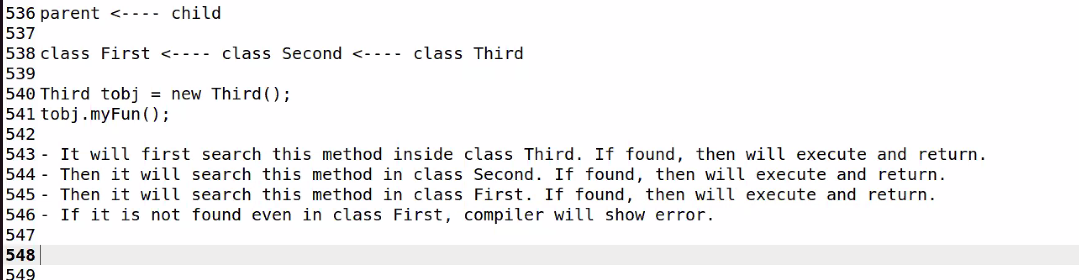 536 parent <---- child
537
538 class First <---- class Second <---- class Third
539
540 Third tobj = new Third();
541 tobj.myFun();
542
543 - It will first search this method inside class Third. If found, then will execute and return.
544 - Then it will search this method in class Second. If found, then will execute and return.
545 - Then it will search this method in class First. If found, then will execute and return.
546 - If it is not found even in class First, compiler will show error.
547
548
549